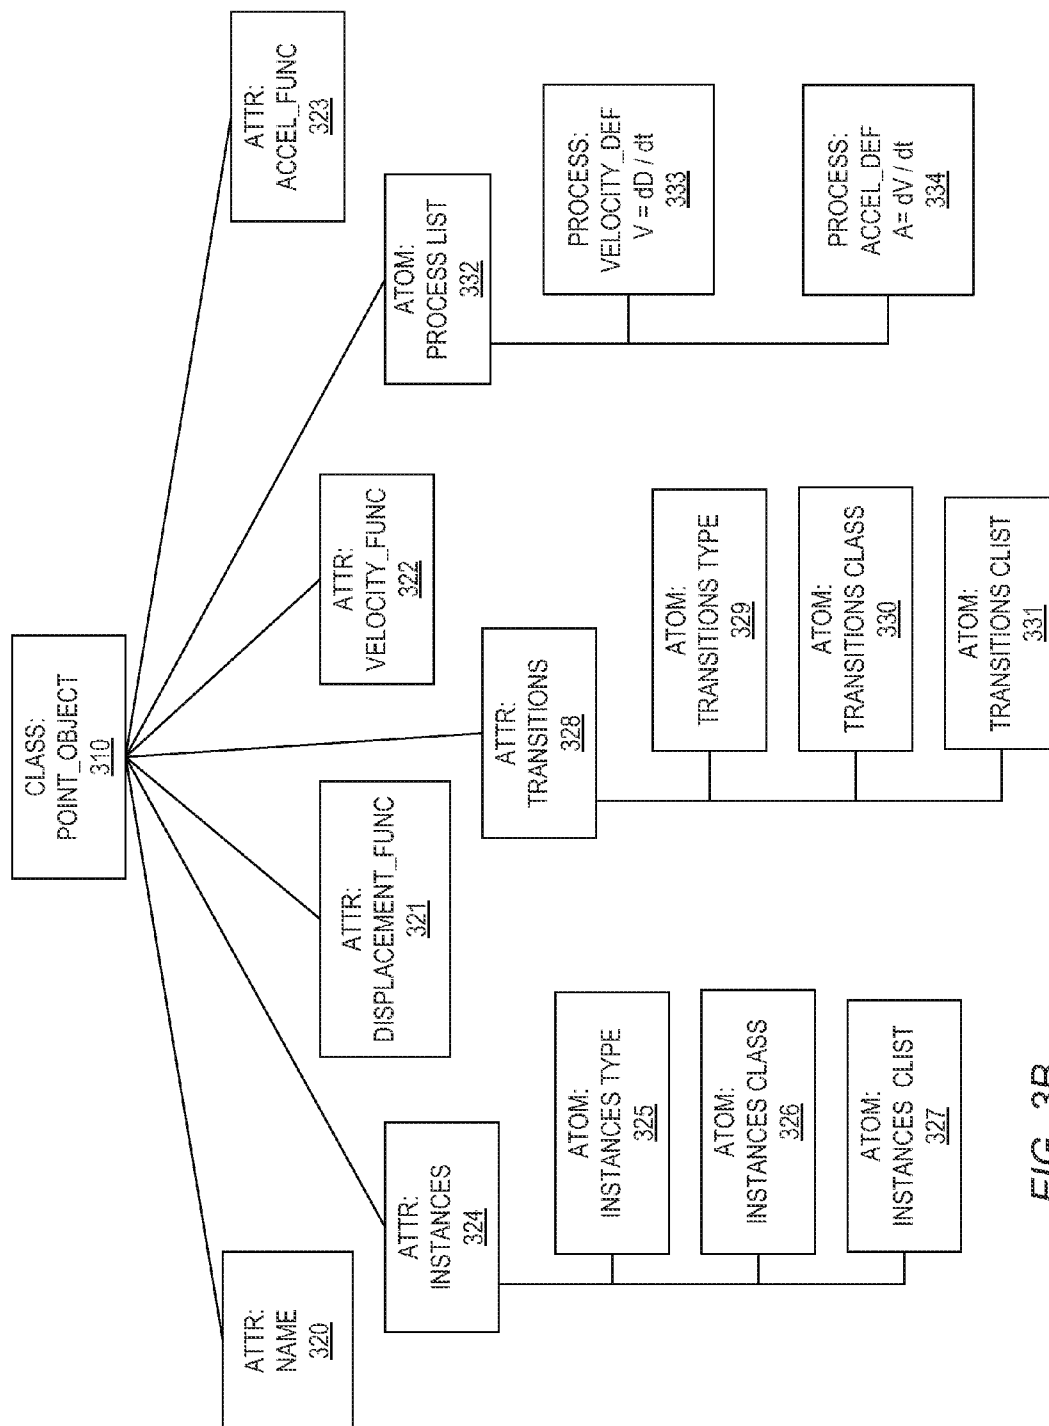 CLASS:
POINT_OBJECT
310
ATTR:
NAME
320
ATTR:
INSTANCES
324
ATOM:
INSTANCES TYPE
325
ATOM:
INSTANCES CLASS
326
ATOM:
INSTANCES CLIST
327
ATTR:
DISPLACEMENT_FUNC
321
ATTR:
TRANSITIONS
328
ATOM:
TRANSITIONS TYPE
329
ATOM:
TRANSITIONS CLASS
330
ATOM:
TRANSITIONS CLIST
331
ATTR:
VELOCITY_FUNC
322
ATOM:
PROCESS LIST
332
PROCESS:
VELOCITY_DEF
V = dD / dt
333
PROCESS:
ACCEL_DEF
A= dV / dt
334
ATTR:
ACCEL_FUNC
323
FIG. 3B